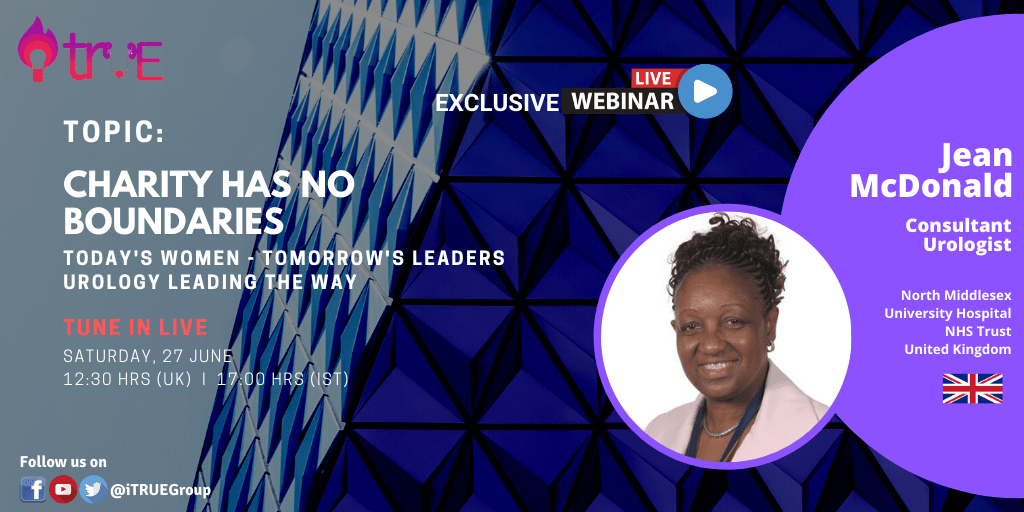 trUE
EXCLUSIVE
LIVE
WEBINAR
TOPIC:
CHARITY HAS NO
BOUNDARIES
TODAY'S WOMEN - TOMORROW'S LEADERS
UROLOGY LEADING THE WAY
TUNE IN LIVE
SATURDAY, 27 JUNE
12:30 HRS (UK) I 17:00 HRS (IST)
Jean
McDonald
Consultant
Urologist
North Middlesex
University Hospital
NHS Trust
United Kingdom
Follow us on
@iTRUEGroup